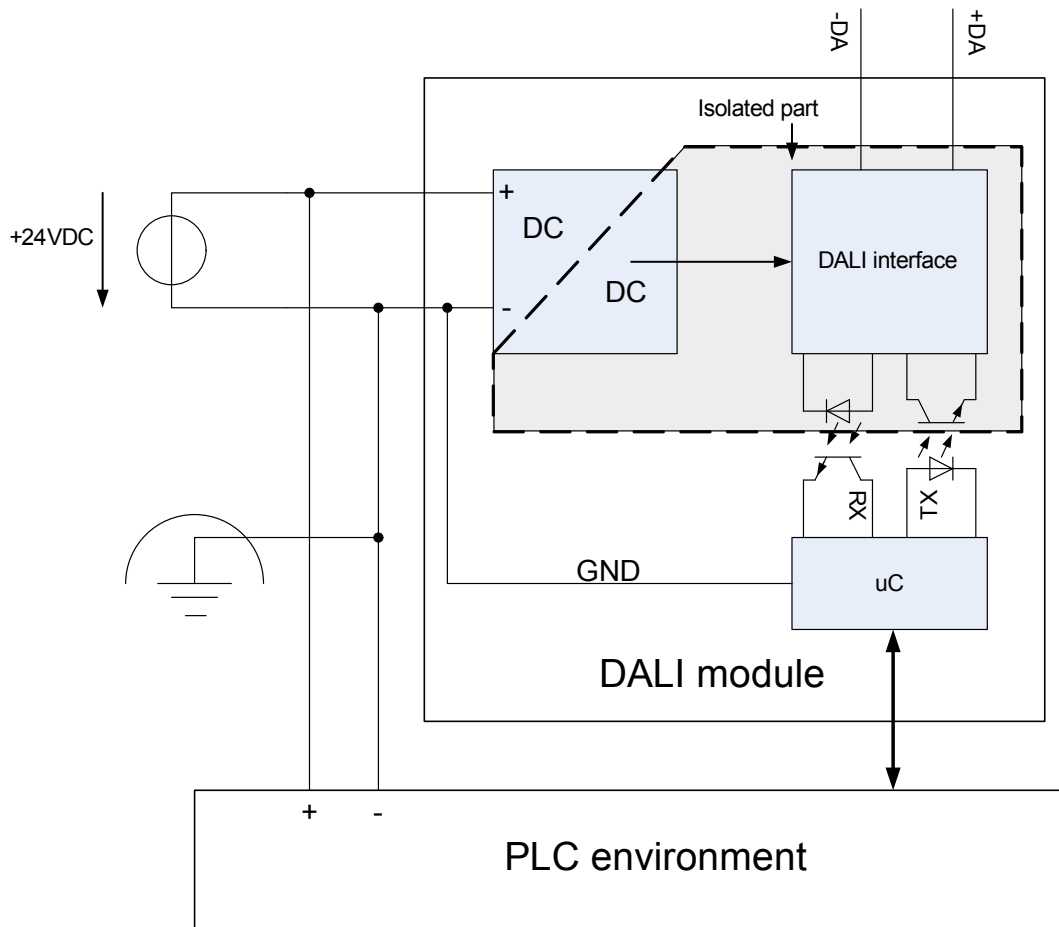 -DA
+DA
Isolated part
+
DC
+24VDC
DALI interface
DC
-
RX
TX
GND
uC
DALI module
+
-
PLC environment